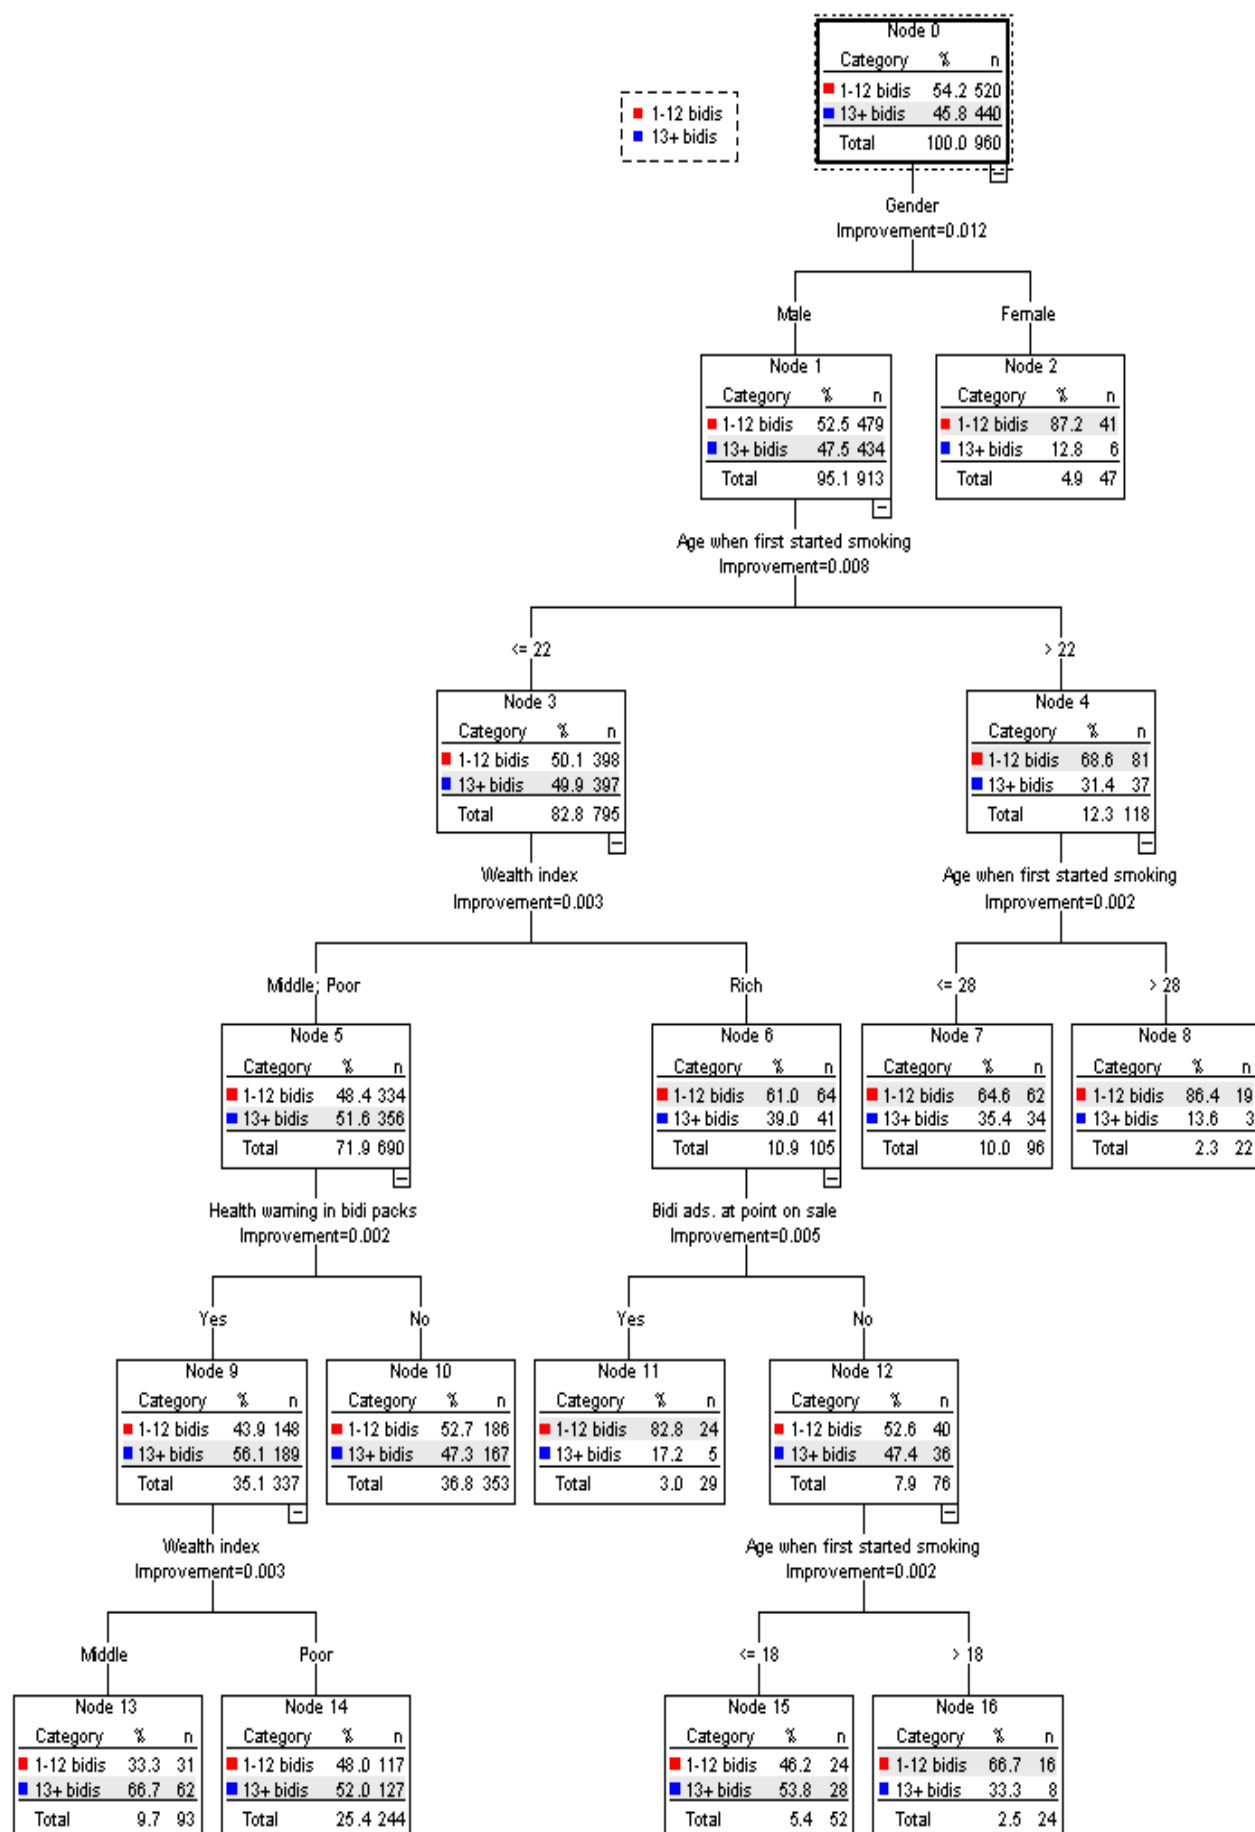 Node 0
Category % n
1-12 bidis 54.2 520
13+ bidis 45.8 440
Total 100.0 960
1-12 bidis
13+ bidis
Gender
Improvement=0.012
Male Female
Node 1
Category % n
1-12 bidis 52.5 479
13+ bidis 47.5 434
Total 95.1 913
Node 2
Category % n
1-12 bidis 87.2 41
13+ bidis 12.8 6
Total 4.9 47
Age when first started smoking
Improvement=0.008
<= 22 > 22
Node 3
Category % n
1-12 bidis 50.1 398
13+ bidis 49.9 397
Total 82.8 795
Node 4
Category % n
1-12 bidis 68.6 81
13+ bidis 31.4 37
Total 12.3 118
Wealth index
Improvement=0.003
Age when first started smoking
Improvement=0.002
Middle; Poor Rich <= 28 > 28
Node 5
Category % n
1-12 bidis 48.4 334
13+ bidis 51.6 356
Total 71.9 690
Node 6
Category % n
1-12 bidis 61.0 64
13+ bidis 39.0 41
Total 10.9 105
Node 7
Category % n
1-12 bidis 64.6 62
13+ bidis 35.4 34
Total 10.0 96
Node 8
Category % n
1-12 bidis 86.4 19
13+ bidis 13.6 3
Total 2.3 22
Health warning in bidi packs
Improvement=0.002
Bidi ads. at point on sale
Improvement=0.005
Yes No Yes No
Node 9
Category % n
1-12 bidis 43.9 148
13+ bidis 56.1 189
Total 35.1 337
Node 10
Category % n
1-12 bidis 52.7 186
13+ bidis 47.3 167
Total 36.8 353
Node 11
Category % n
1-12 bidis 82.8 24
13+ bidis 17.2 5
Total 3.0 29
Node 12
Category % n
1-12 bidis 52.6 40
13+ bidis 47.4 36
Total 7.9 76
Wealth index
Improvement=0.003
Age when first started smoking
Improvement=0.002
Middle Poor <= 18 > 18
Node 13
Category % n
1-12 bidis 33.3 31
13+ bidis 66.7 62
Total 9.7 93
Node 14
Category % n
1-12 bidis 48.0 117
13+ bidis 52.0 127
Total 25.4 244
Node 15
Category % n
1-12 bidis 46.2 24
13+ bidis 53.8 28
Total 5.4 52
Node 16
Category % n
1-12 bidis 66.7 16
13+ bidis 33.3 8
Total 2.5 24